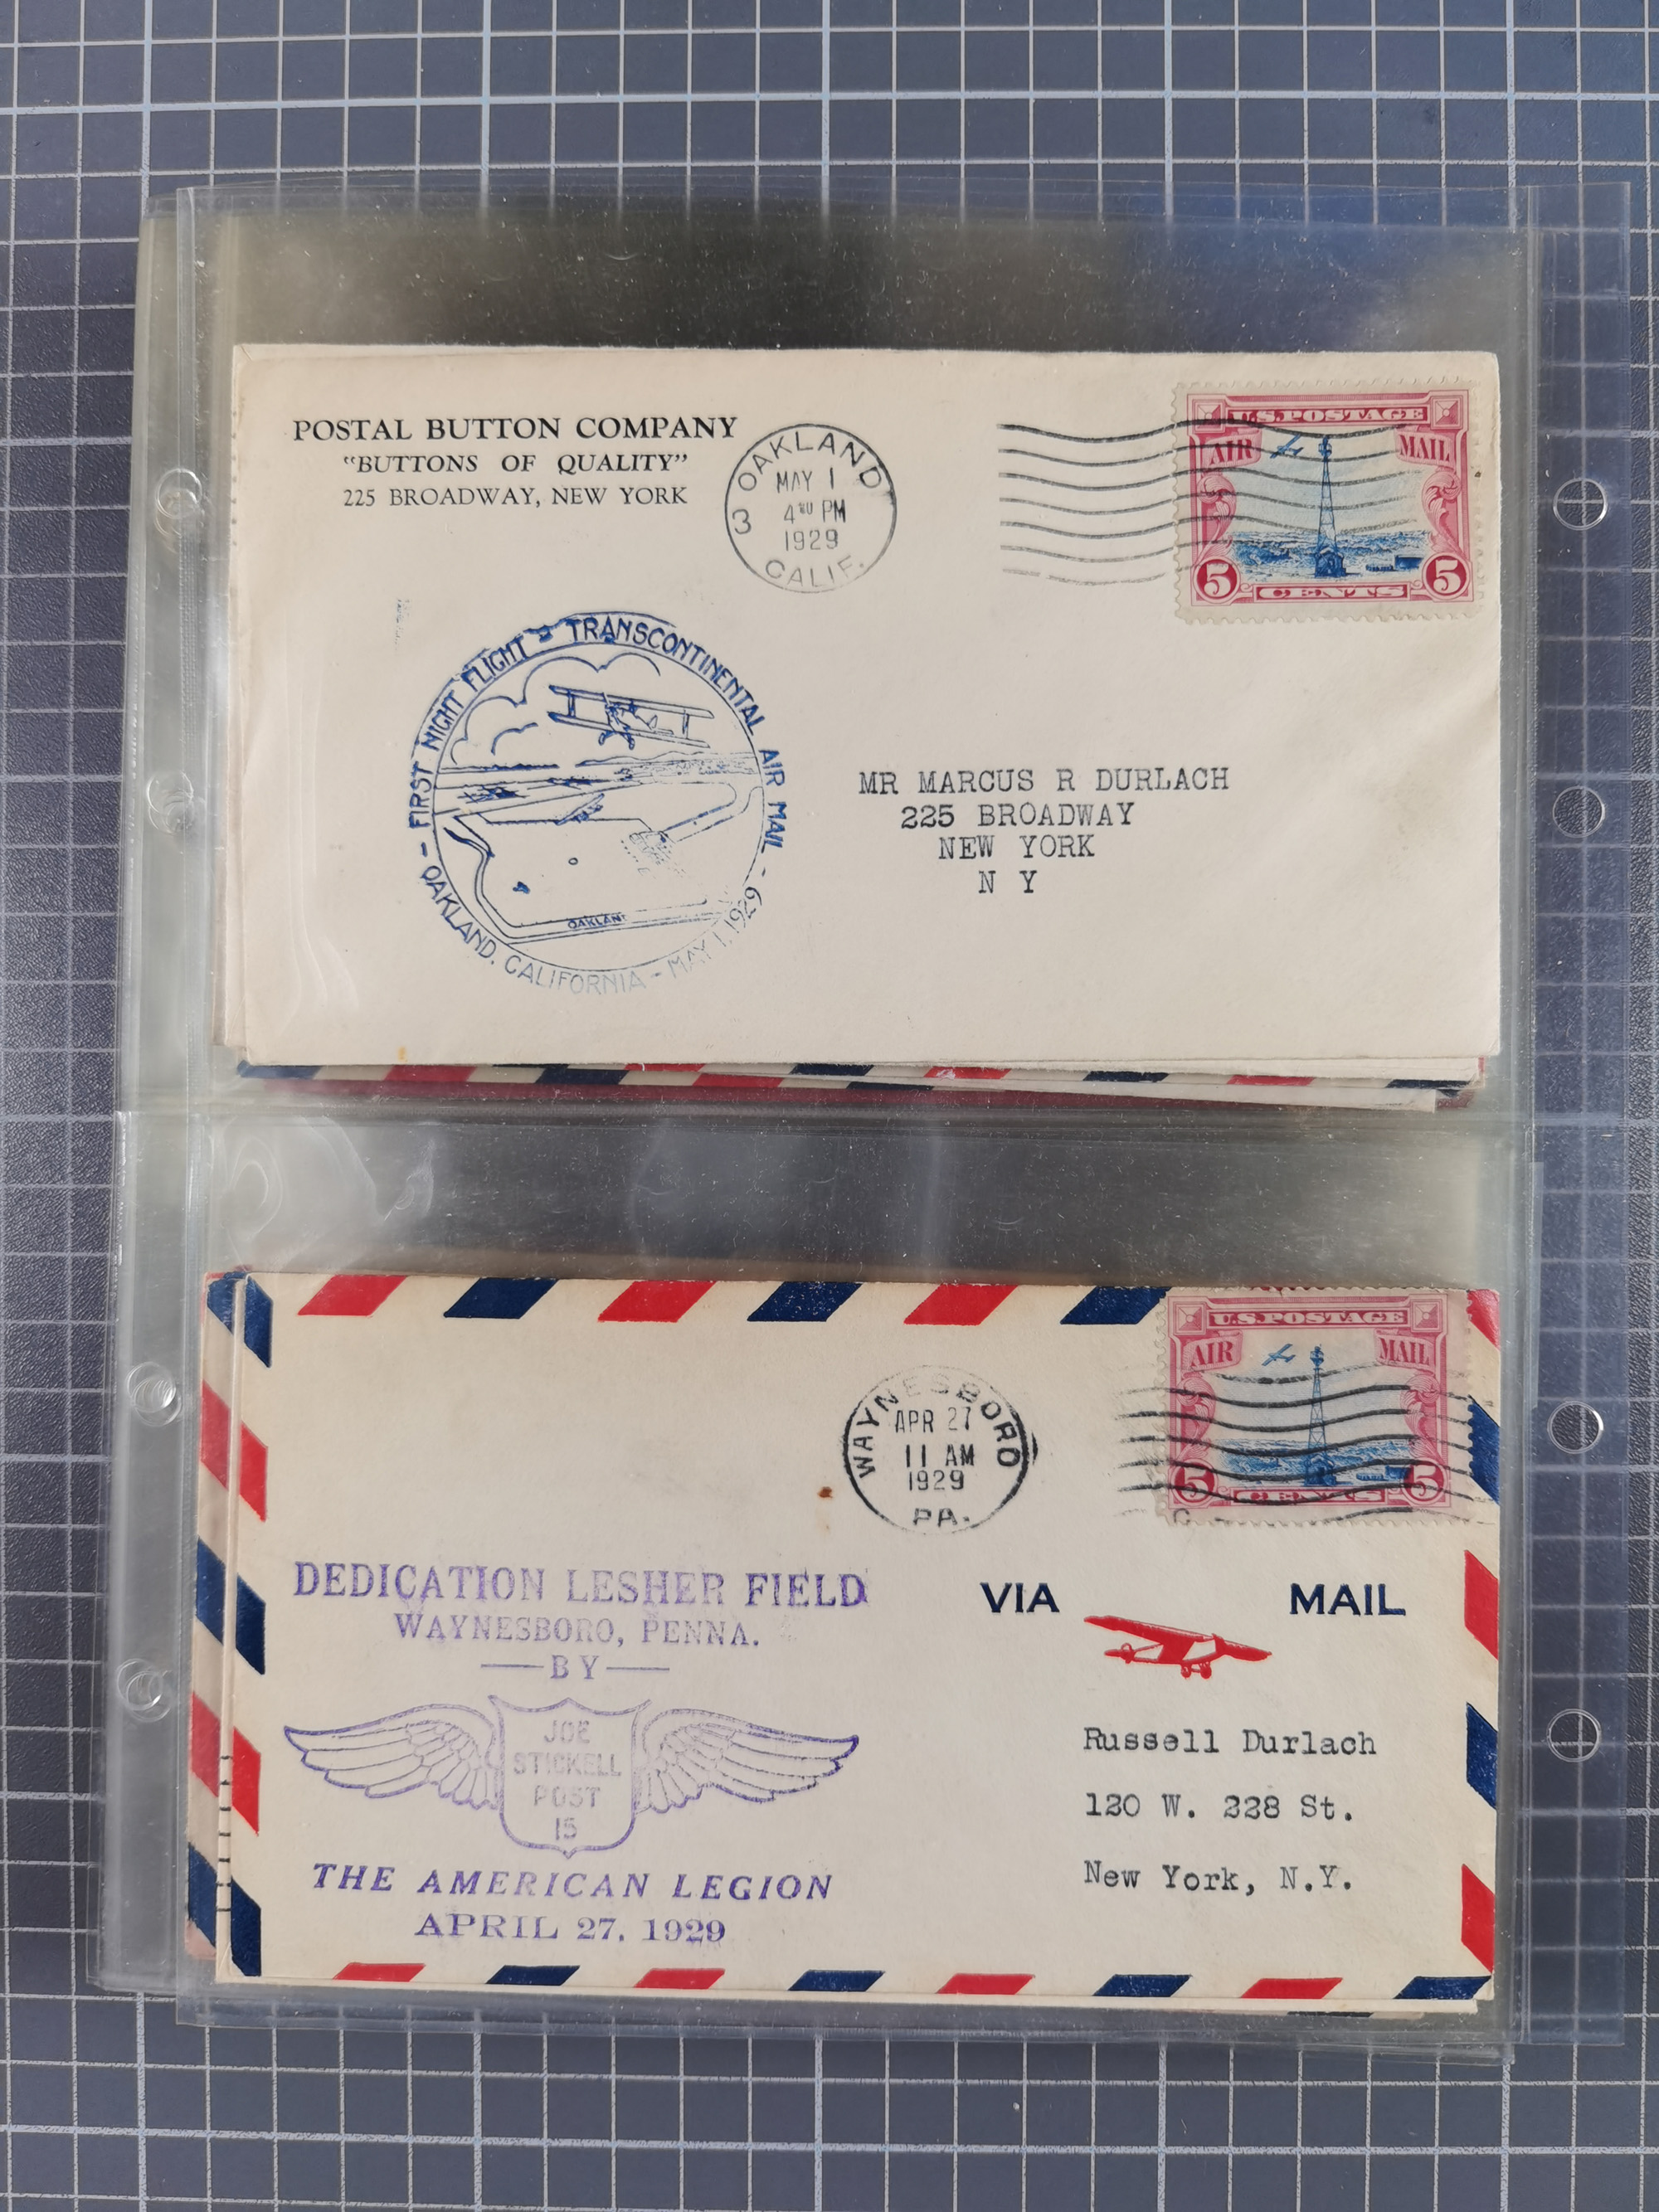 POSTAL BUTTON COMPANY
"BUTTONS OF QUALITY"
225 BROADWAY, NEW YORK
3 OAKLAND
MAY 1
4 PM
1929
CALIF.
U.S. POSTAGE
AIR MAIL
5 5
CENTS
FIRST NIGHT FLIGHT - TRANSCONTINENTAL AIR MAIL -
OAKLAND, CALIFORNIA - MAY 1, 1929
OAKLAND
MR MARCUS R DURLACH
225 BROADWAY
NEW YORK
N Y
WAYNESBORO
APR 27
11 AM
1929
PA.
U.S. POSTAGE
AIR MAIL
5 5
CENTS
DEDICATION LESHER FIELD
WAYNESBORO, PENNA.
—BY—
JOE
STICKELL
POST
15
THE AMERICAN LEGION
APRIL 27, 1929
VIA MAIL
Russell Durlach
120 W. 228 St.
New York, N.Y.